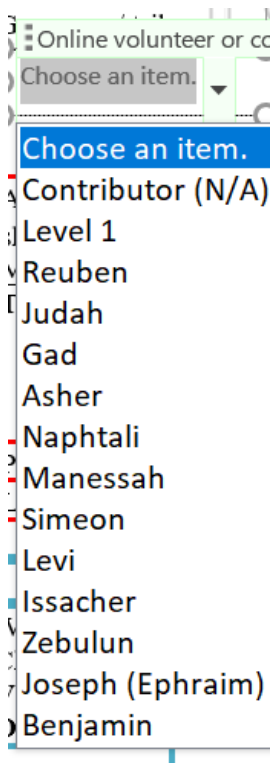 Online volunteer or co
Choose an item.
Choose an item.
Contributor (N/A)
Level 1
Reuben
Judah
Gad
Asher
Naphtali
Manessah
Simeon
Levi
Issacher
Zebulun
Joseph (Ephraim)
Benjamin